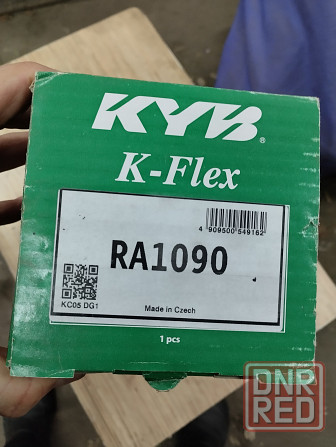 KYB®
K-Flex
4 909500 549162
RA1090
KC05 DG1
Made in Czech
1 pcs
DNR
RED